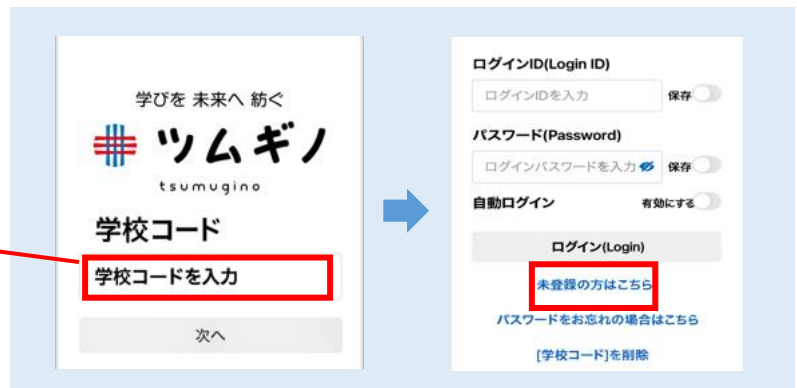 学びを 未来へ 紡ぐ
ツムギノ
tsumugino
学校コード
学校コードを入力
次へ
ログインID(Login ID)
ログインIDを入力 保存
パスワード(Password)
ログインパスワードを入力 保存
自動ログイン 有効にする
ログイン(Login)
未登録の方はこちら
パスワードをお忘れの場合はこちら
[学校コード]を削除